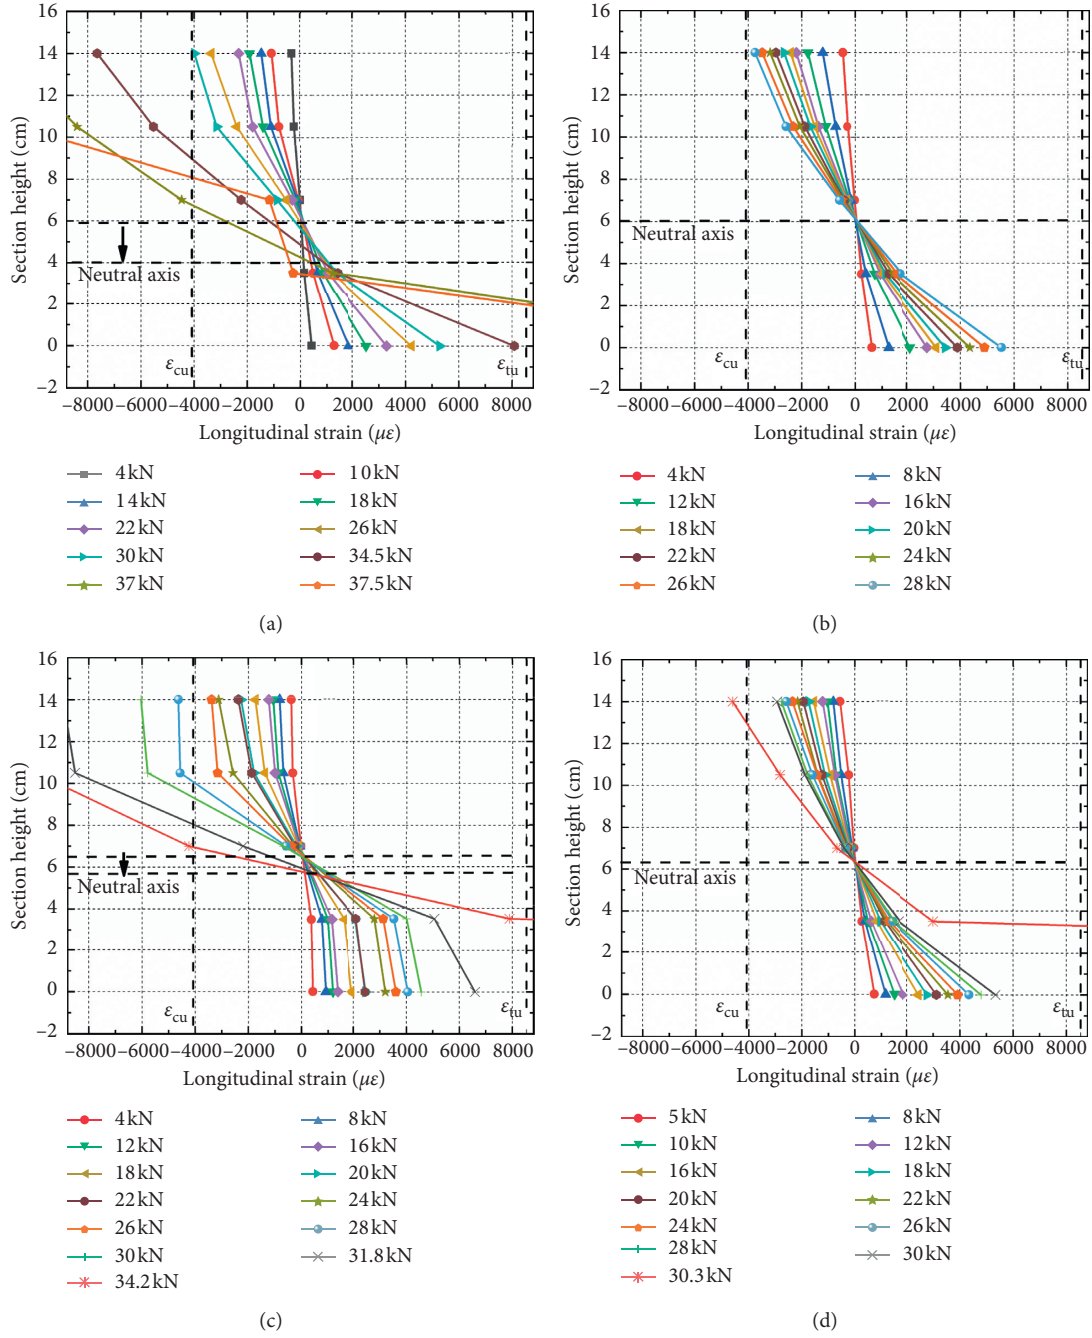 16
14
12
10
8
6
4
2
0
−2
Section height (cm)
Neutral axis
εcu
εtu
−8000 −6000 −4000 −2000 0 2000 4000 6000 8000
Longitudinal strain (με)
4 kN
10 kN
14 kN
18 kN
22 kN
26 kN
30 kN
34.5 kN
37 kN
37.5 kN
(a)
16
14
12
10
8
6
4
2
0
−2
Section height (cm)
Neutral axis
εcu
εtu
−8000 −6000 −4000 −2000 0 2000 4000 6000 8000
Longitudinal strain (με)
4 kN
8 kN
12 kN
16 kN
18 kN
20 kN
22 kN
24 kN
26 kN
28 kN
(b)
16
14
12
10
8
6
4
2
0
−2
Section height (cm)
Neutral axis
εcu
εtu
−8000 −6000 −4000 −2000 0 2000 4000 6000 8000
Longitudinal strain (με)
4 kN
8 kN
12 kN
16 kN
18 kN
20 kN
22 kN
24 kN
26 kN
28 kN
30 kN
31.8 kN
34.2 kN
(c)
16
14
12
10
8
6
4
2
0
−2
Section height (cm)
Neutral axis
εcu
εtu
−8000 −6000 −4000 −2000 0 2000 4000 6000 8000
Longitudinal strain (με)
5 kN
8 kN
10 kN
12 kN
16 kN
18 kN
20 kN
22 kN
24 kN
26 kN
28 kN
30 kN
30.3 kN
(d)